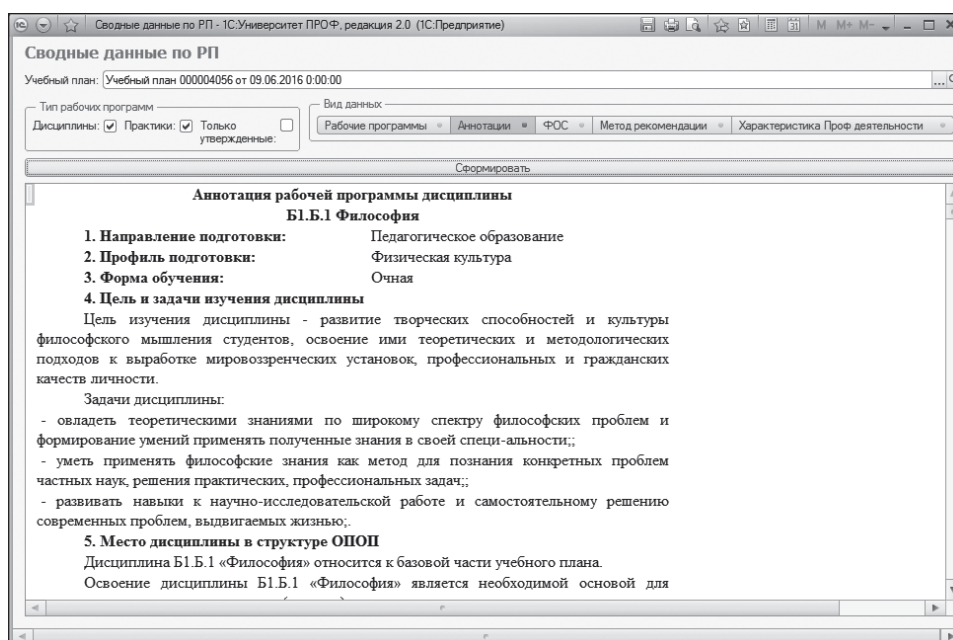 Сводные данные по РП - 1С:Университет ПРОФ, редакция 2.0 (1С:Предприятие)
M M+ M-
Сводные данные по РП
Учебный план: Учебный план 000004056 от 09.06.2016 0:00:00 ...
Тип рабочих программ
Дисциплины: Практики: Только утвержденные:
Вид данных
Рабочие программы Аннотации ФОС Метод рекомендации Характеристика Проф деятельности
Сформировать
Аннотация рабочей программы дисциплины
Б1.Б.1 Философия
1. Направление подготовки: Педагогическое образование
2. Профиль подготовки: Физическая культура
3. Форма обучения: Очная
4. Цель и задачи изучения дисциплины
Цель изучения дисциплины - развитие творческих способностей и культуры
философского мышления студентов, освоение ими теоретических и методологических
подходов к выработке мировоззренческих установок, профессиональных и гражданских
качеств личности.
Задачи дисциплины:
- овладеть теоретическими знаниями по широкому спектру философских проблем и
формирование умений применять полученные знания в своей специ-альности;;
- уметь применять философские знания как метод для познания конкретных проблем
частных наук, решения практических, профессиональных задач;;
- развивать навыки к научно-исследовательской работе и самостоятельному решению
современных проблем, выдвигаемых жизнью;.
5. Место дисциплины в структуре ОПОП
Дисциплина Б1.Б.1 «Философия» относится к базовой части учебного плана.
Освоение дисциплины Б1.Б.1 «Философия» является необходимой основой для